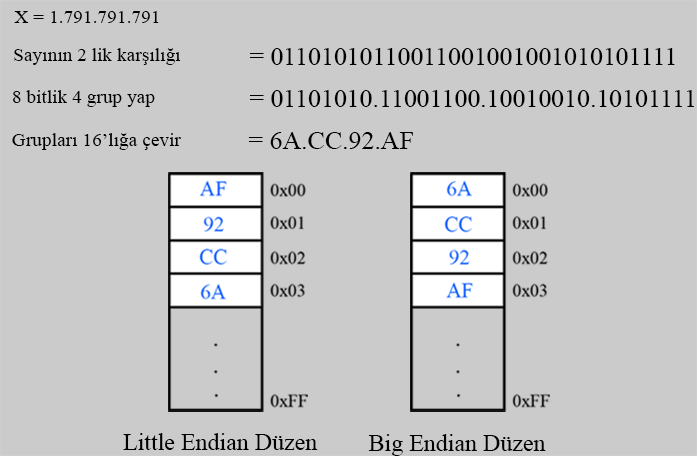 X = 1.791.791.791
Sayının 2 lik karşılığı = 01101010110011001001001010101111
8 bitlik 4 grup yap = 01101010.11001100.10010010.10101111
Grupları 16’lığa çevir = 6A.CC.92.AF
AF 0x00 6A 0x00
92 0x01 CC 0x01
CC 0x02 92 0x02
6A 0x03 AF 0x03
. .
. .
. 0xFF . 0xFF
Little Endian Düzen Big Endian Düzen